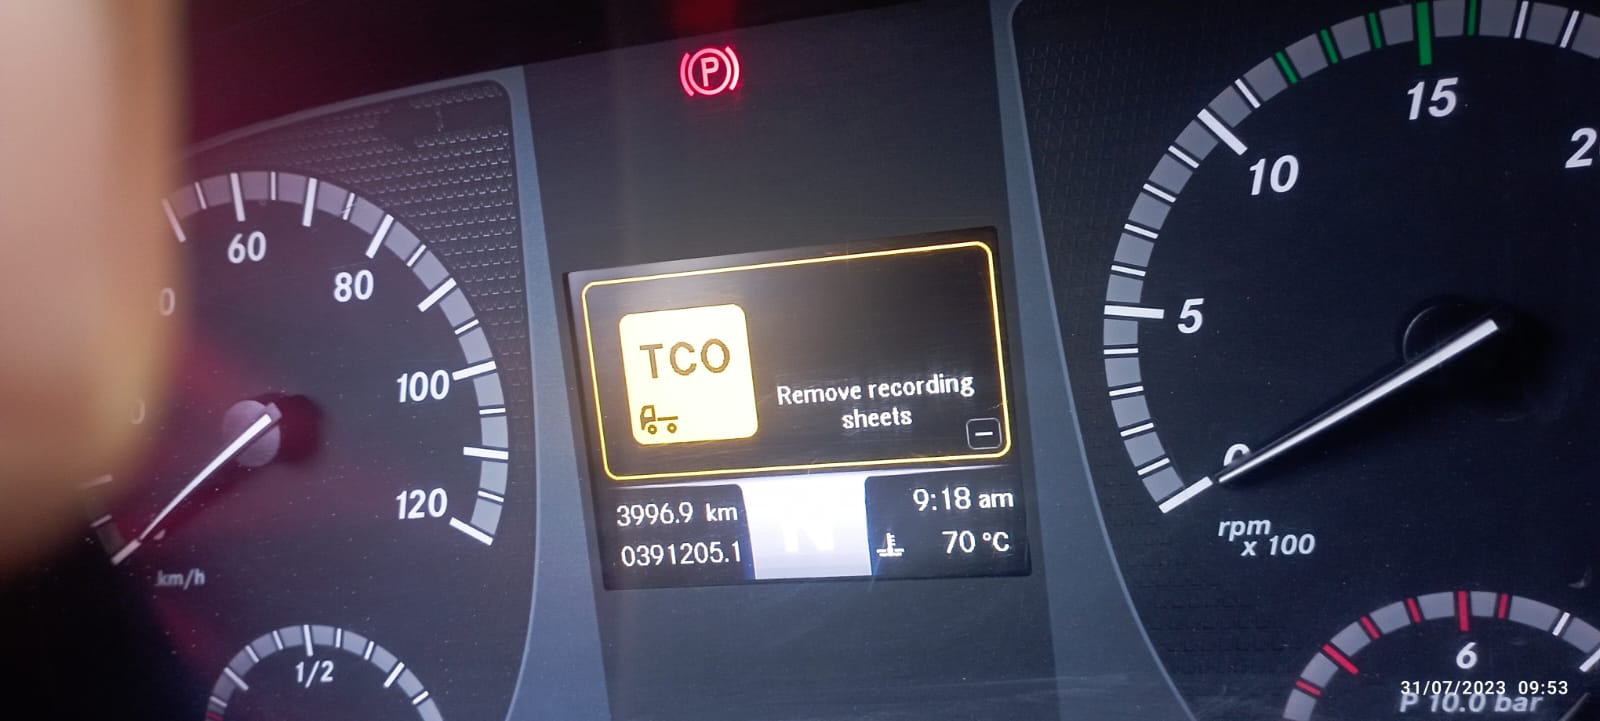 P
60
80
100
120
km/h
1/2
TCO
Remove recording
sheets
3996.9 km
0391205.1
N
9:18 am
70 °C
0
5
10
15
rpm
x 100
6
P 10.0 bar
31/07/2023 09:53